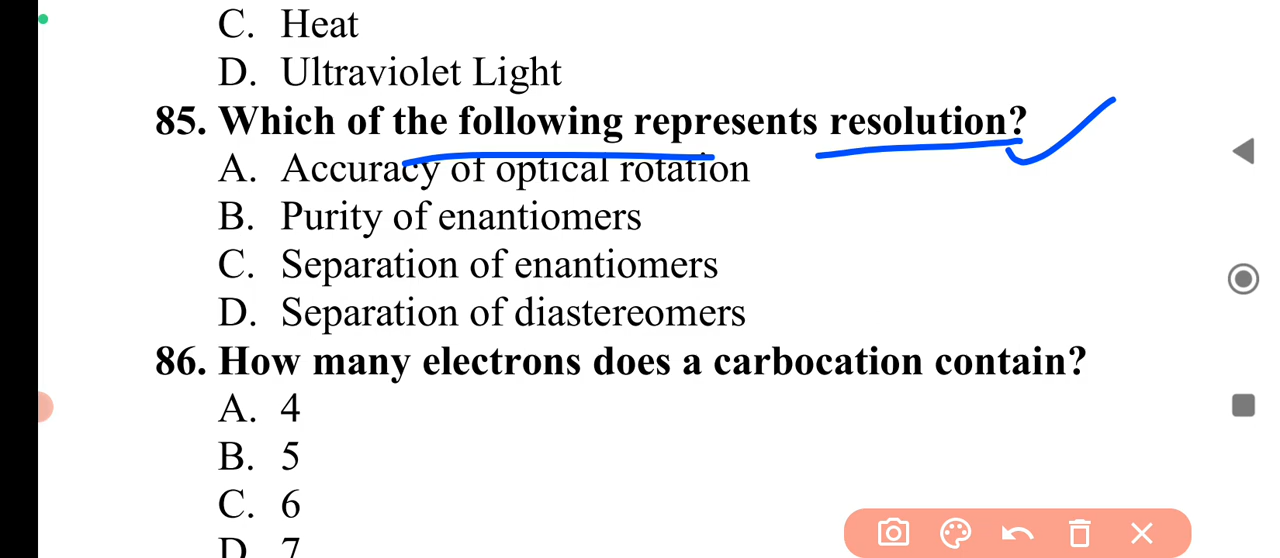 C. Heat
D. Ultraviolet Light
85. Which of the following represents resolution?
A. Accuracy of optical rotation
B. Purity of enantiomers
C. Separation of enantiomers
D. Separation of diastereomers
86. How many electrons does a carbocation contain?
A. 4
B. 5
C. 6
D. 7